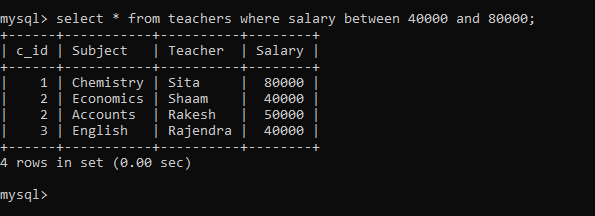 mysql> select * from teachers where salary between 40000 and 80000;
+------+-----------+----------+--------+
| c_id | Subject   | Teacher  | Salary |
+------+-----------+----------+--------+
|    1 | Chemistry | Sita     |  80000 |
|    2 | Economics | Shaam    |  40000 |
|    2 | Accounts  | Rakesh   |  50000 |
|    3 | English   | Rajendra |  40000 |
+------+-----------+----------+--------+
4 rows in set (0.00 sec)
mysql>